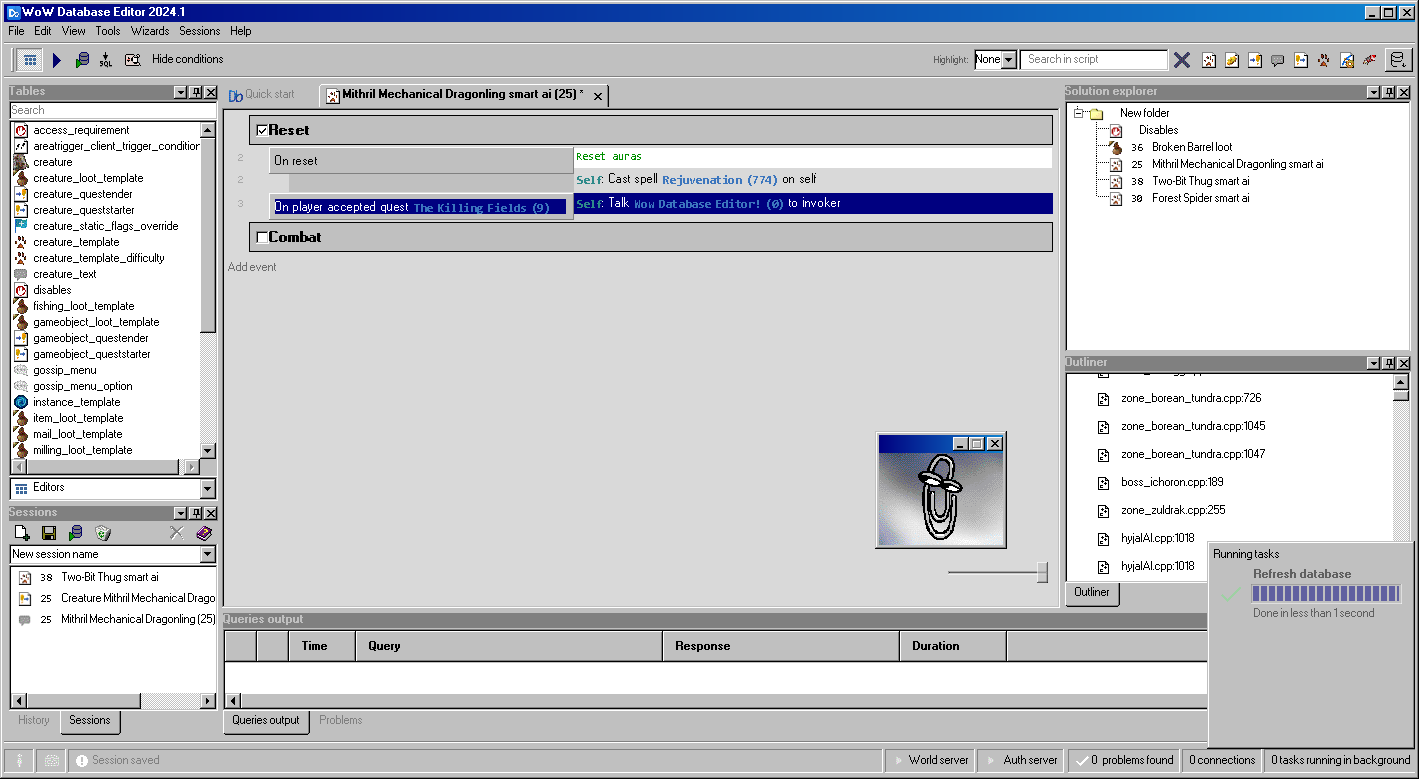 WoW Database Editor 2024.1
File Edit View Tools Wizards Sessions Help
SQL Hide conditions Highlight: None Search in script
Tables
Search
access_requirement
areatrigger_client_trigger_condition
creature
creature_loot_template
creature_questender
creature_queststarter
creature_static_flags_override
creature_template
creature_template_difficulty
creature_text
disables
fishing_loot_template
gameobject_loot_template
gameobject_questender
gameobject_queststarter
gossip_menu
gossip_menu_option
instance_template
item_loot_template
mail_loot_template
milling_loot_template
Editors
Sessions
New session name
38 Two-Bit Thug smart ai
25 Creature Mithril Mechanical Drago
25 Mithril Mechanical Dragonling (25)
History Sessions
Db Quick start
Mithril Mechanical Dragonling smart ai (25) *
Reset
2 On reset Reset auras
2 Self: Cast spell Rejuvenation (774) on self
3 On player accepted quest The Killing Fields (9) Self: Talk Wow Database Editor! (0) to invoker
Combat
Add event
Queries output
Time Query Response Duration
Queries output Problems
Solution explorer
New folder
Disables
36 Broken Barrel loot
25 Mithril Mechanical Dragonling smart ai
38 Two-Bit Thug smart ai
30 Forest Spider smart ai
Outliner
zone_borean_tundra.cpp:726
zone_borean_tundra.cpp:1045
zone_borean_tundra.cpp:1047
boss_ichoron.cpp:189
zone_zuldrak.cpp:255
hyjalAI.cpp:1018
hyjalAI.cpp:1018
Outliner
Running tasks
Refresh database
Done in less than 1 second
Session saved
World server
Auth server
0 problems found
0 connections
0 tasks running in background